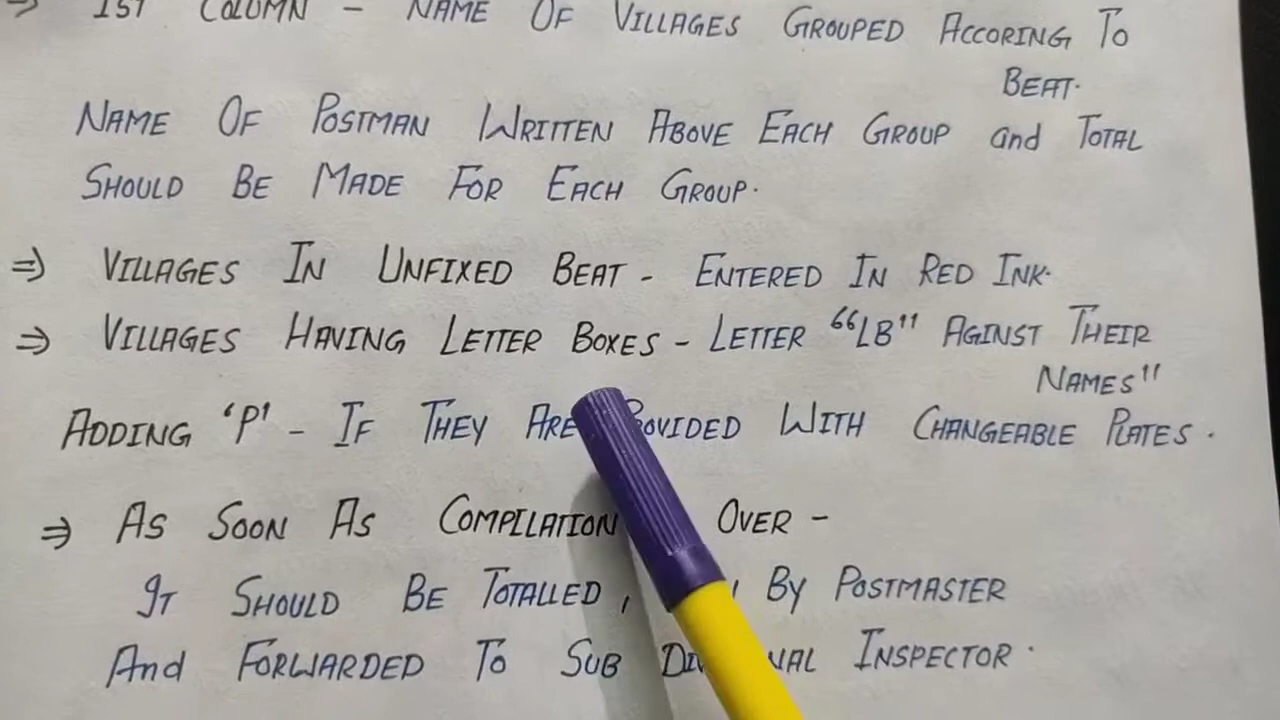 ⇒ 1ST COLUMN - NAME OF VILLAGES GROUPED ACCORING TO
BEAT.
NAME OF POSTMAN WRITTEN ABOVE EACH GROUP and TOTAL
SHOULD BE MADE FOR EACH GROUP.
⇒ VILLAGES IN UNFIXED BEAT - ENTERED IN RED INK.
⇒ VILLAGES HAVING LETTER BOXES - LETTER "LB" AGINST THEIR
NAMES"
ADDING 'P' - IF THEY ARE WITH CHANGEABLE PLATES.
⇒ AS SOON AS COMPILATION OVER -
IT SHOULD BE TOTALLED, BY POSTMASTER
And FORWARDED TO SUB INSPECTOR.